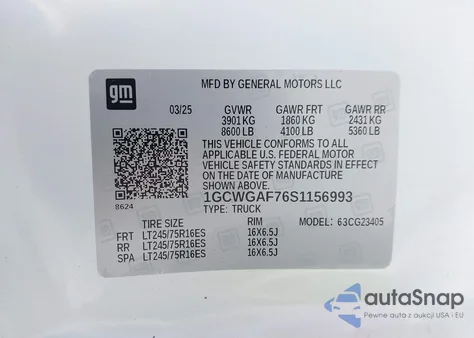 gm
MFD BY GENERAL MOTORS LLC
03/25 GVWR GAWR FRT GAWR RR
3901 KG 1860 KG 2431 KG
8600 LB 4100 LB 5360 LB
THIS VEHICLE CONFORMS TO ALL
APPLICABLE U.S. FEDERAL MOTOR
VEHICLE SAFETY STANDARDS IN EFFECT
ON THE DATE OF MANUFACTURE
SHOWN ABOVE.
8624
1GCWGAF76S1156993
TYPE: TRUCK
MODEL: 63CG23405
TIRE SIZE RIM
FRT LT245/75R16ES 16X6.5J
RR LT245/75R16ES 16X6.5J
SPA LT245/75R16ES 16X6.5J
autoSnap
Pewne auta z aukcji USA i EU